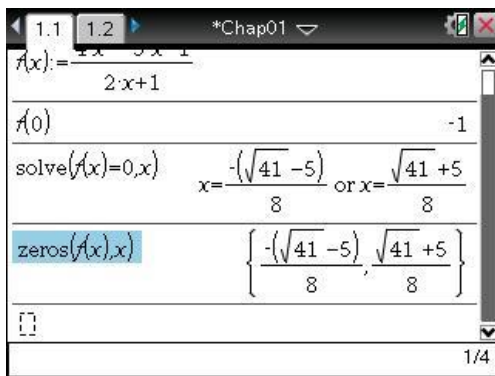 1.1 1.2 *Chap01
f(x):=
2·x+1
f(0) -1
solve(f(x)=0,x) x=-(√41 -5)/8 or x=(√41 +5)/8
zeros(f(x),x) {-(√41 -5)/8, (√41 +5)/8}
1/4